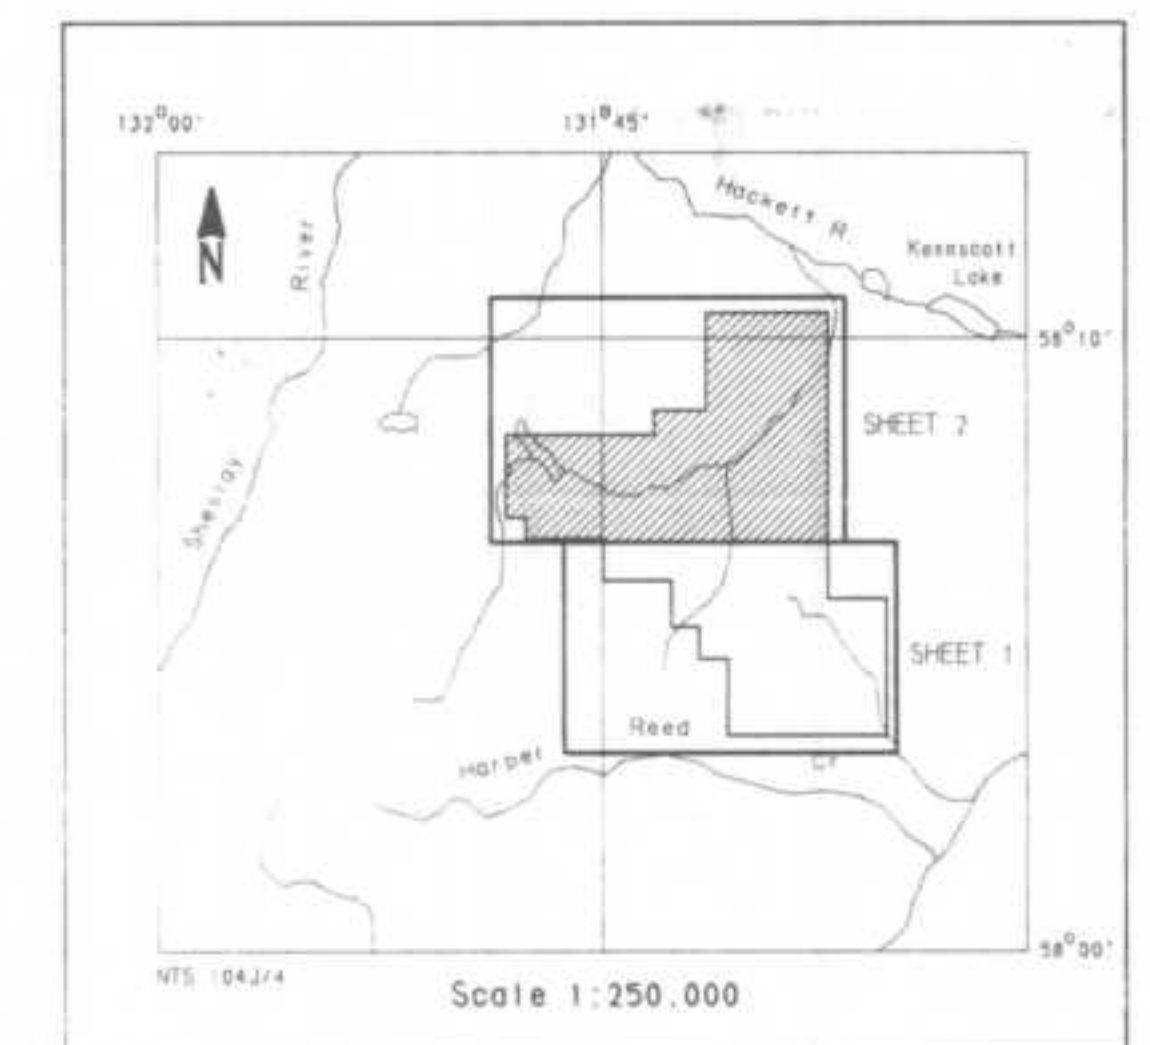 132°00'
131°45'
Hackett R.
Kennscott
Lake
River
N
58°10'
SHEET 2
Sheslay
SHEET 1
Reed
Harper
Cr
58°00'
NTS 104J/4
Scale 1:250,000